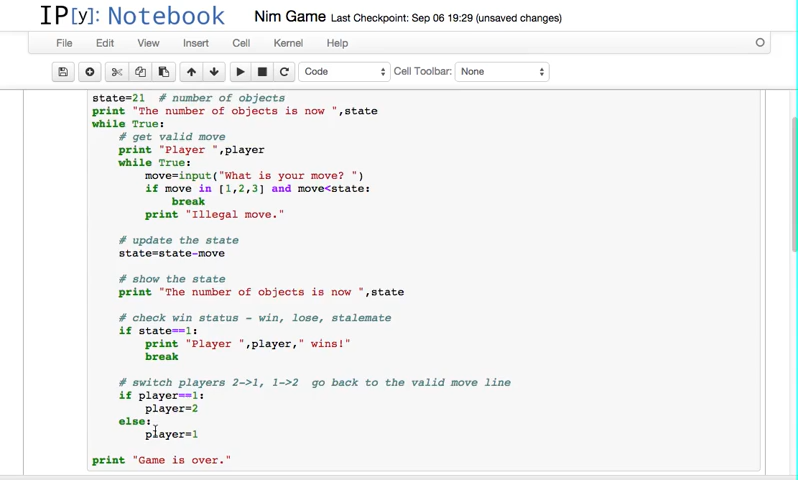 IP[y]: Notebook Nim Game Last Checkpoint: Sep 06 19:29 (unsaved changes)
File Edit View Insert Cell Kernel Help
Code Cell Toolbar: None
state=21  # number of objects
print "The number of objects is now ",state
while True:
    # get valid move
    print "Player ",player
    while True:
        move=input("What is your move? ")
        if move in [1,2,3] and move<state:
            break
        print "Illegal move."
    # update the state
    state=state-move
    # show the state
    print "The number of objects is now ",state
    # check win status - win, lose, stalemate
    if state==1:
        print "Player ",player," wins!"
        break
    # switch players 2->1, 1->2  go back to the valid move line
    if player==1:
        player=2
    else:
        player=1
print "Game is over."